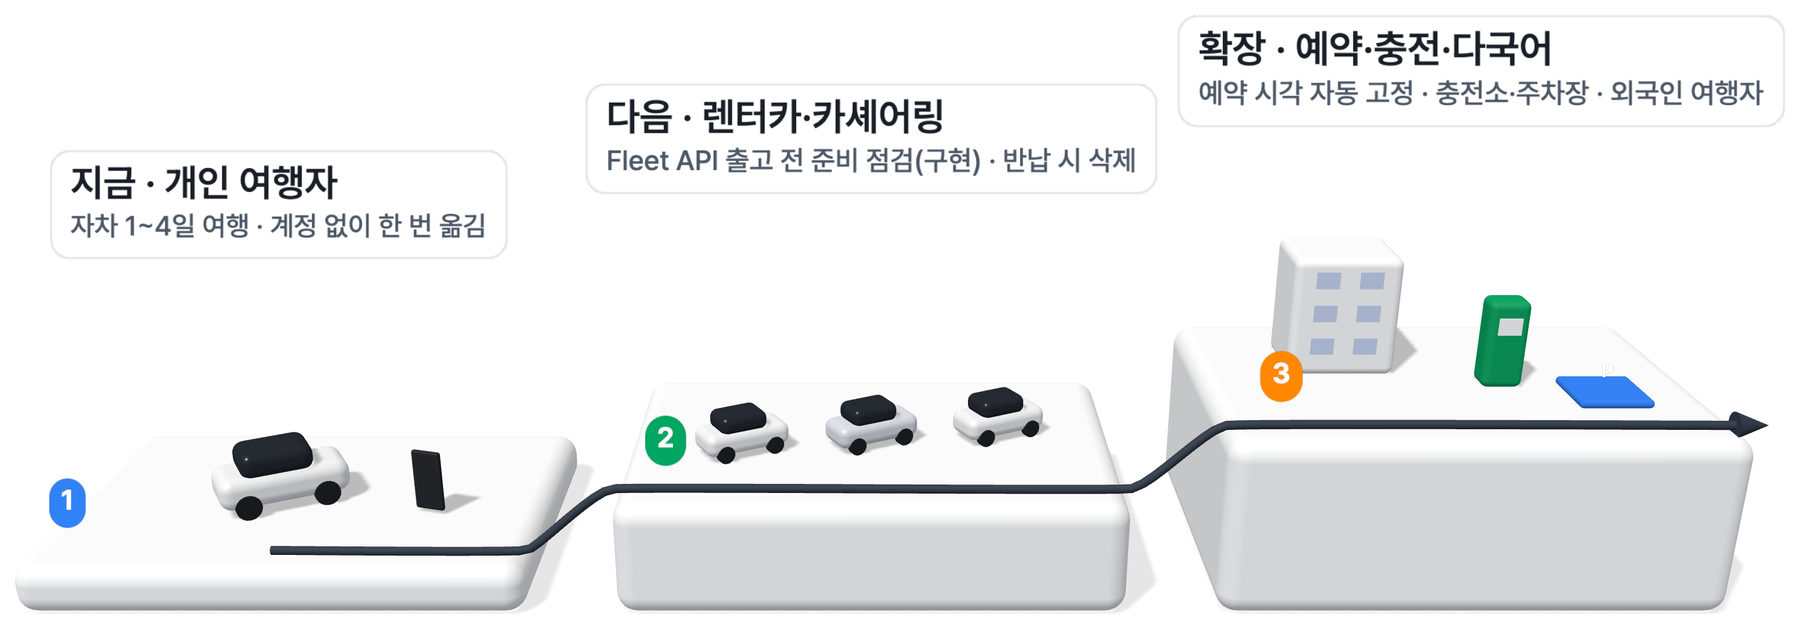 지금 · 개인 여행자
자차 1~4일 여행 · 계정 없이 한 번 옮김
다음 · 렌터카·카셰어링
Fleet API 출고 전 준비 점검(구현) · 반납 시 삭제
확장 · 예약·충전·다국어
예약 시각 자동 고정 · 충전소·주차장 · 외국인 여행자
1
2
3
P